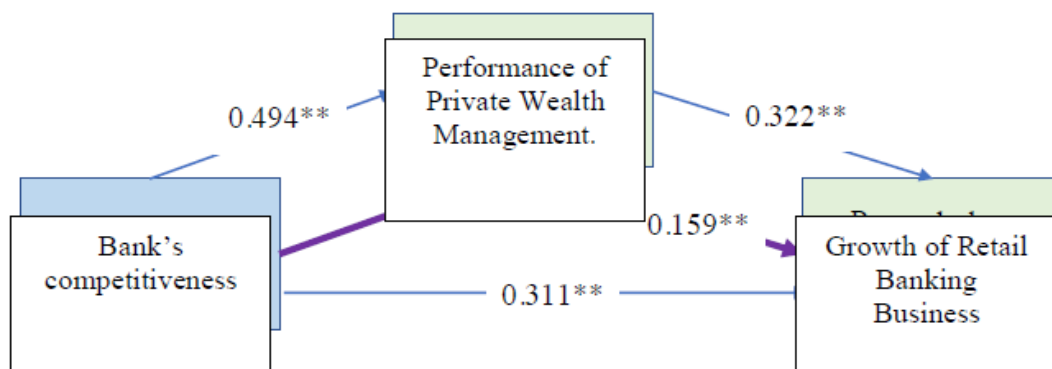 Performance of
Private Wealth
Management.
0.494**
0.322**
0.159**
Bank’s
competitiveness
Growth of Retail
Banking
Business
0.311**